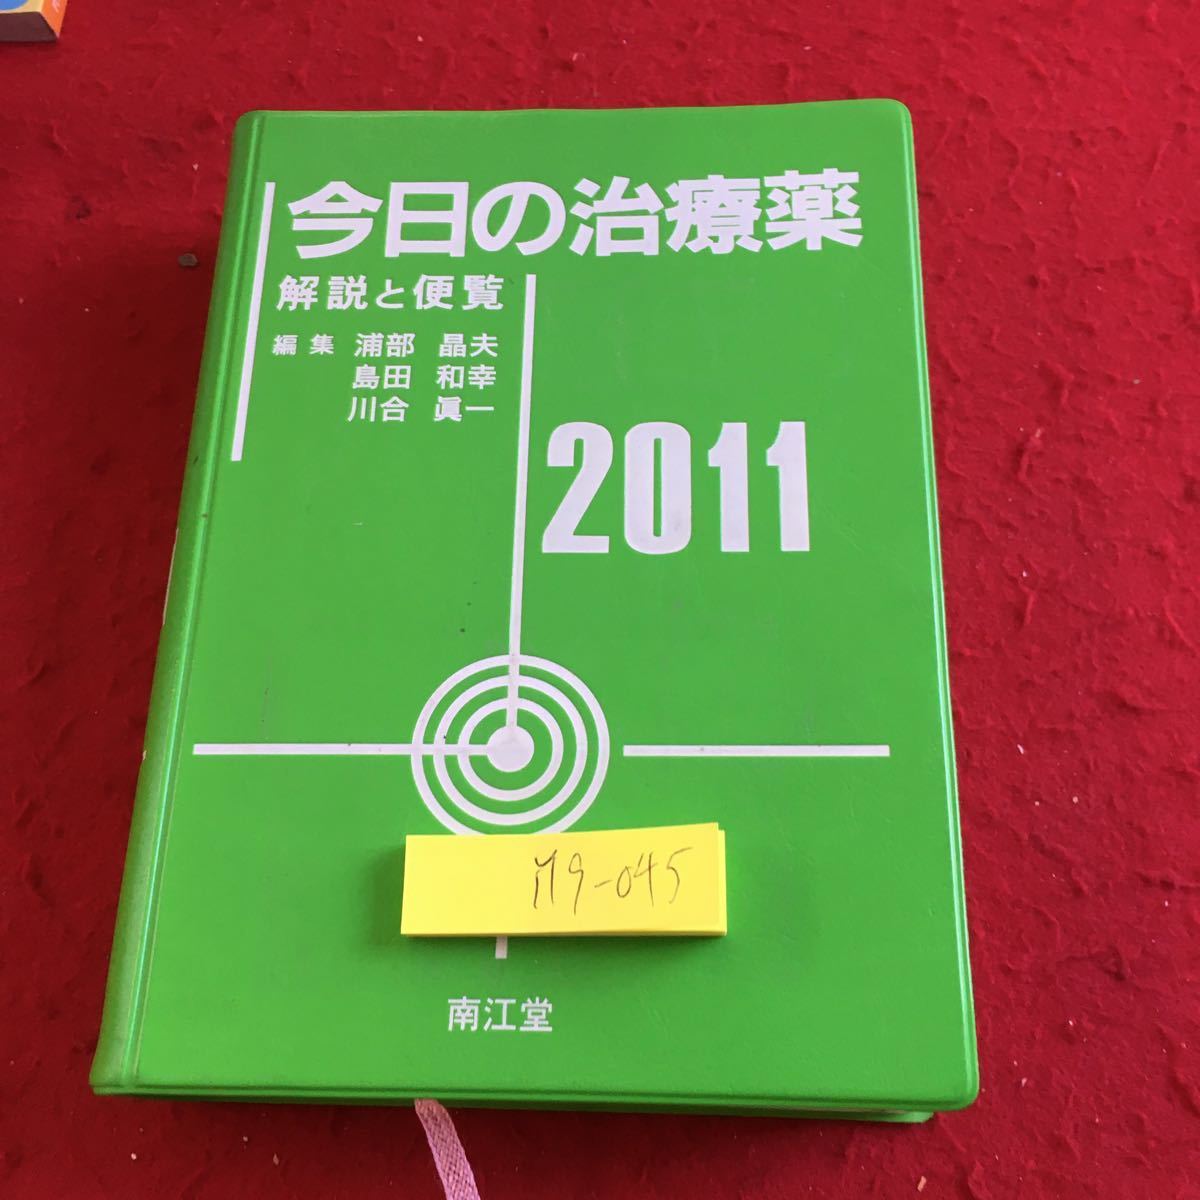 今日の治療薬
解説と便覧
編集 浦部 晶夫
島田 和幸
川合 眞一
2011
Y19-045
南江堂